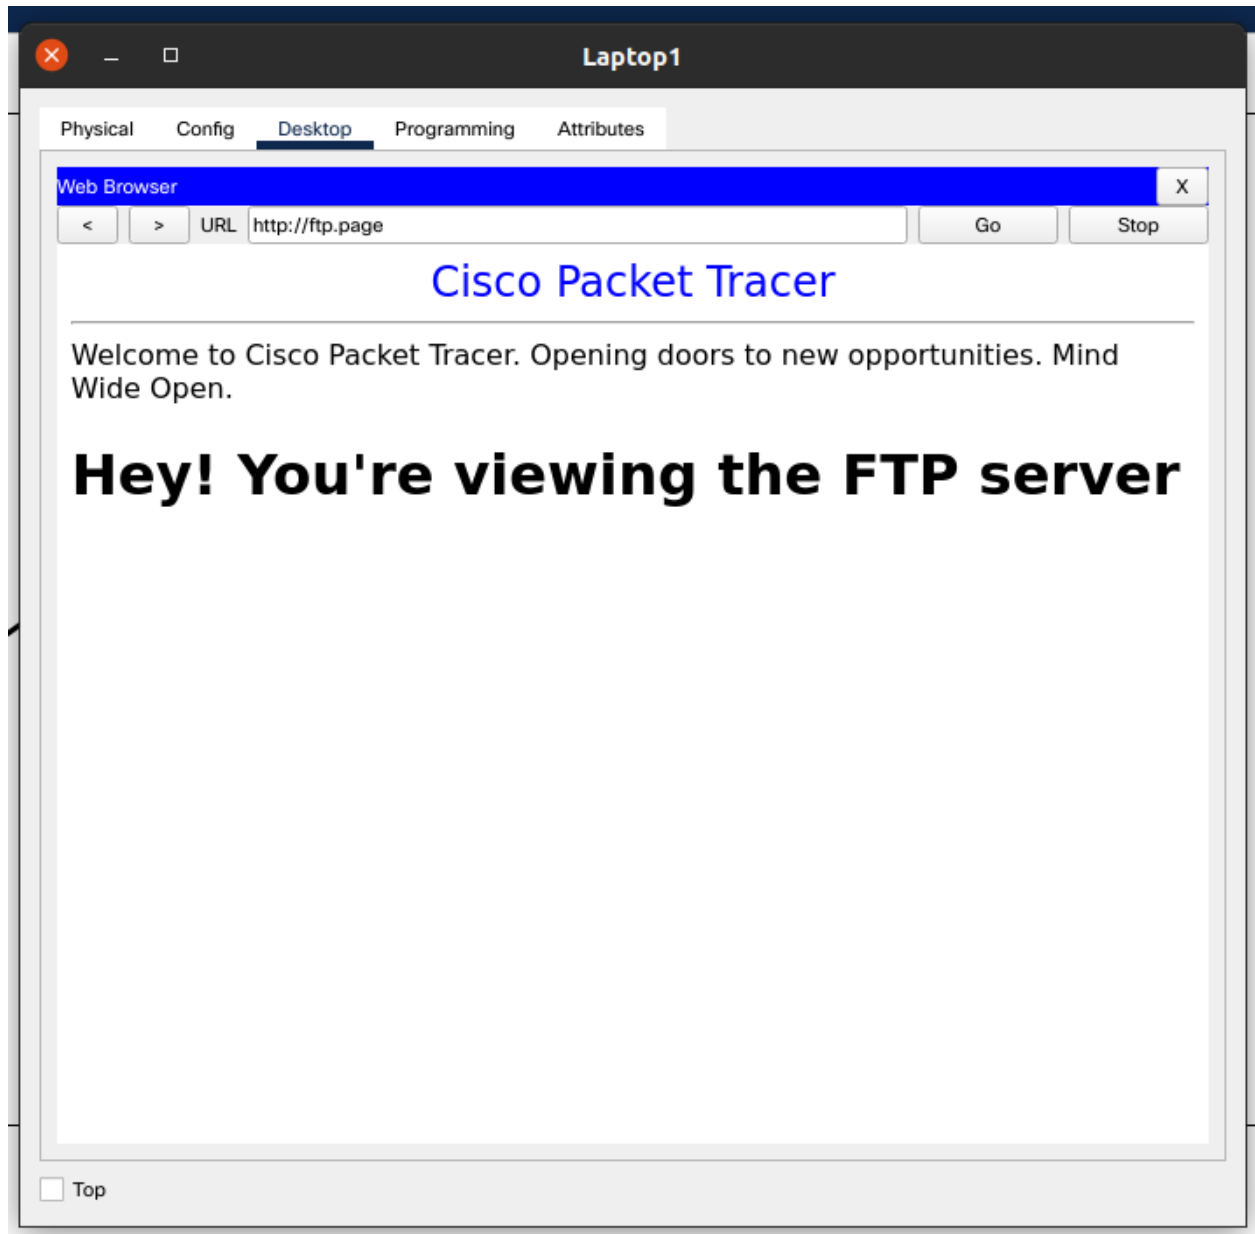 Laptop1
Physical Config Desktop Programming Attributes
Web Browser X
< > URL http://ftp.page Go Stop
Cisco Packet Tracer
Welcome to Cisco Packet Tracer. Opening doors to new opportunities. Mind
Wide Open.
Hey! You're viewing the FTP server
Top